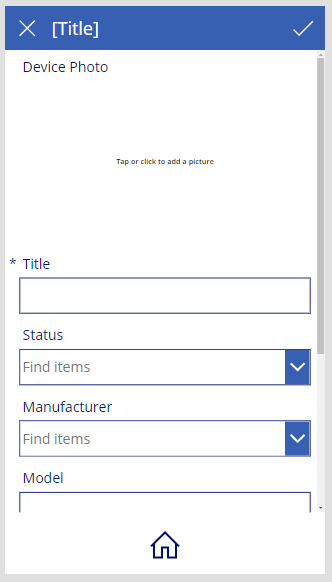 [Title]
Device Photo
Tap or click to add a picture
* Title
Status
Find items
Manufacturer
Find items
Model